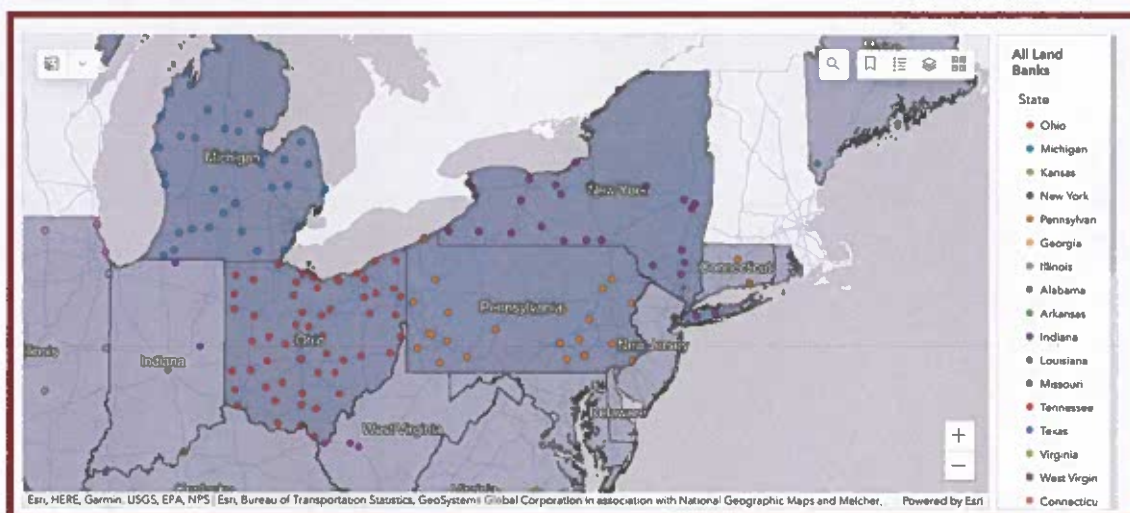 All Land
Banks
State
Ohio
Michigan
Kansas
New York
Pennsylvan
Georgia
Illinois
Alabama
Arkansas
Indiana
Louisiana
Missouri
Tennessee
Texas
Virginia
West Virgin
Connecticu
Michigan
New York
Connecticut
Pennsylvania
Ohio
Indiana
New Jersey
Delaware
West Virginia
+
−
Esri, HERE, Garmin, USGS, EPA, NPS | Esri, Bureau of Transportation Statistics, GeoSystems Global Corporation in association with National Geographic Maps and Melcher, Powered by Esri